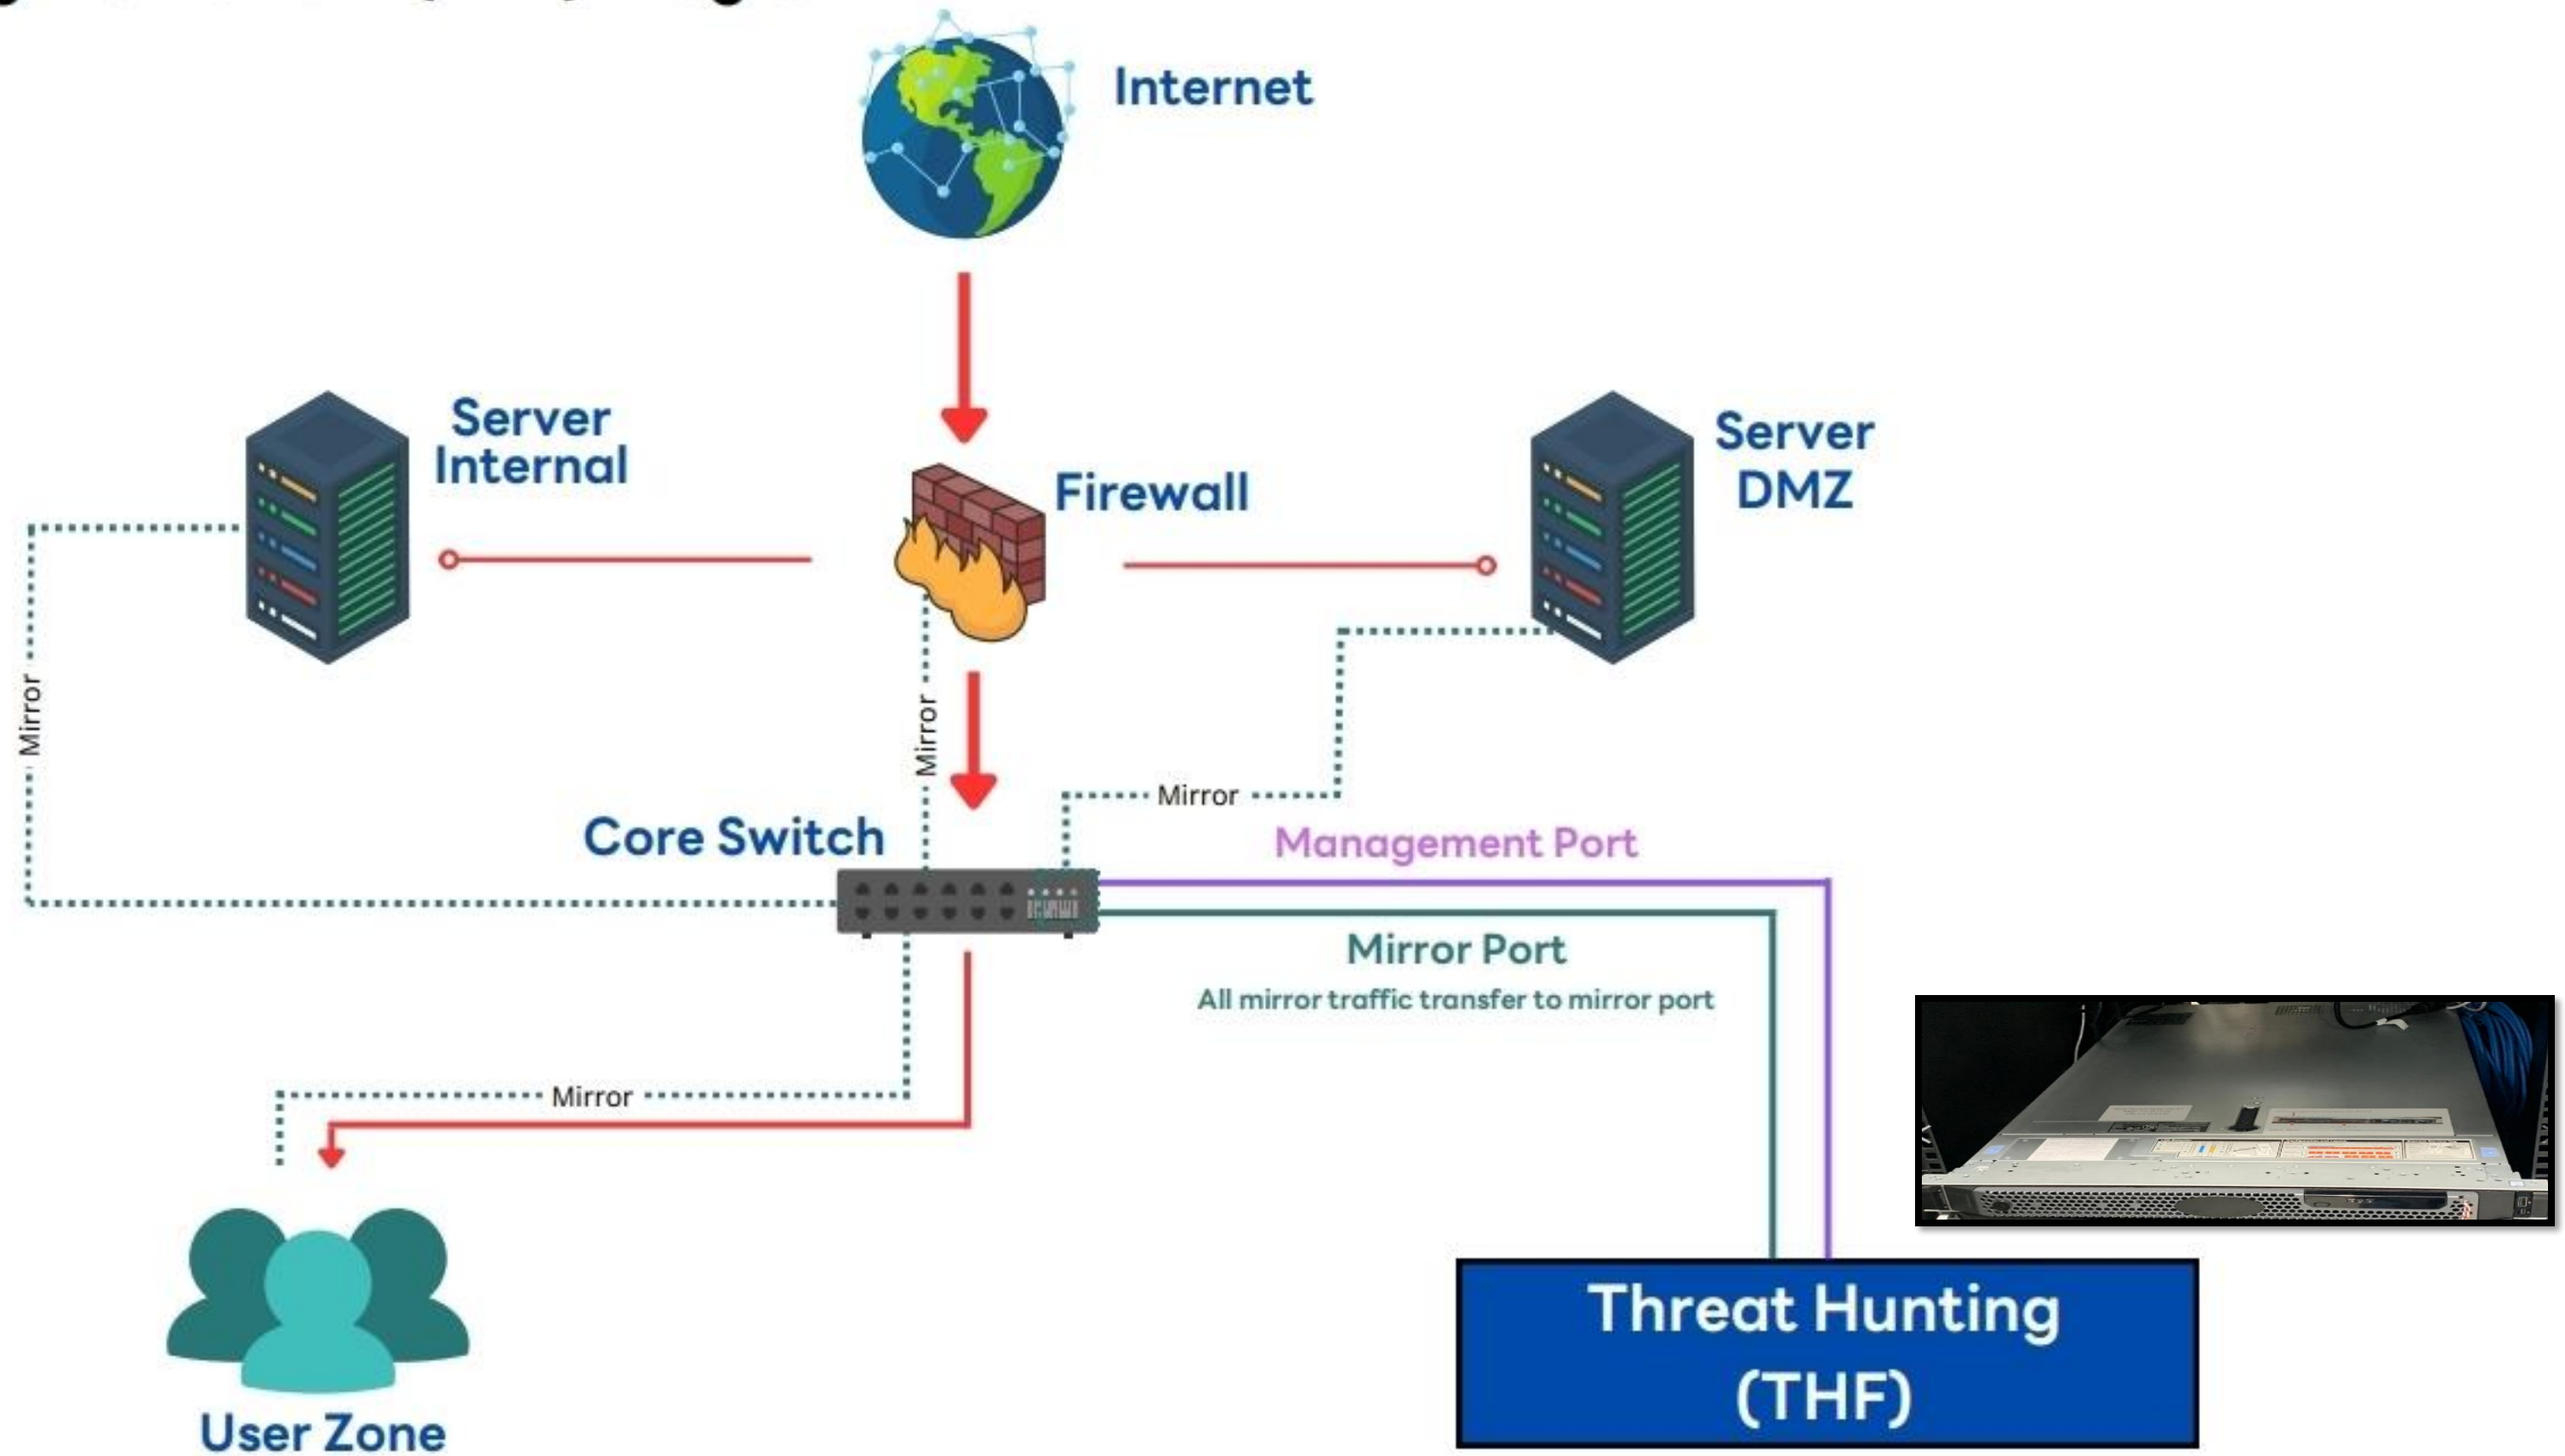 Internet
Server
Internal
Firewall
Server
DMZ
Mirror
Mirror
Mirror
Core Switch
Management Port
Mirror Port
All mirror traffic transfer to mirror port
Mirror
Threat Hunting
(THF)
User Zone